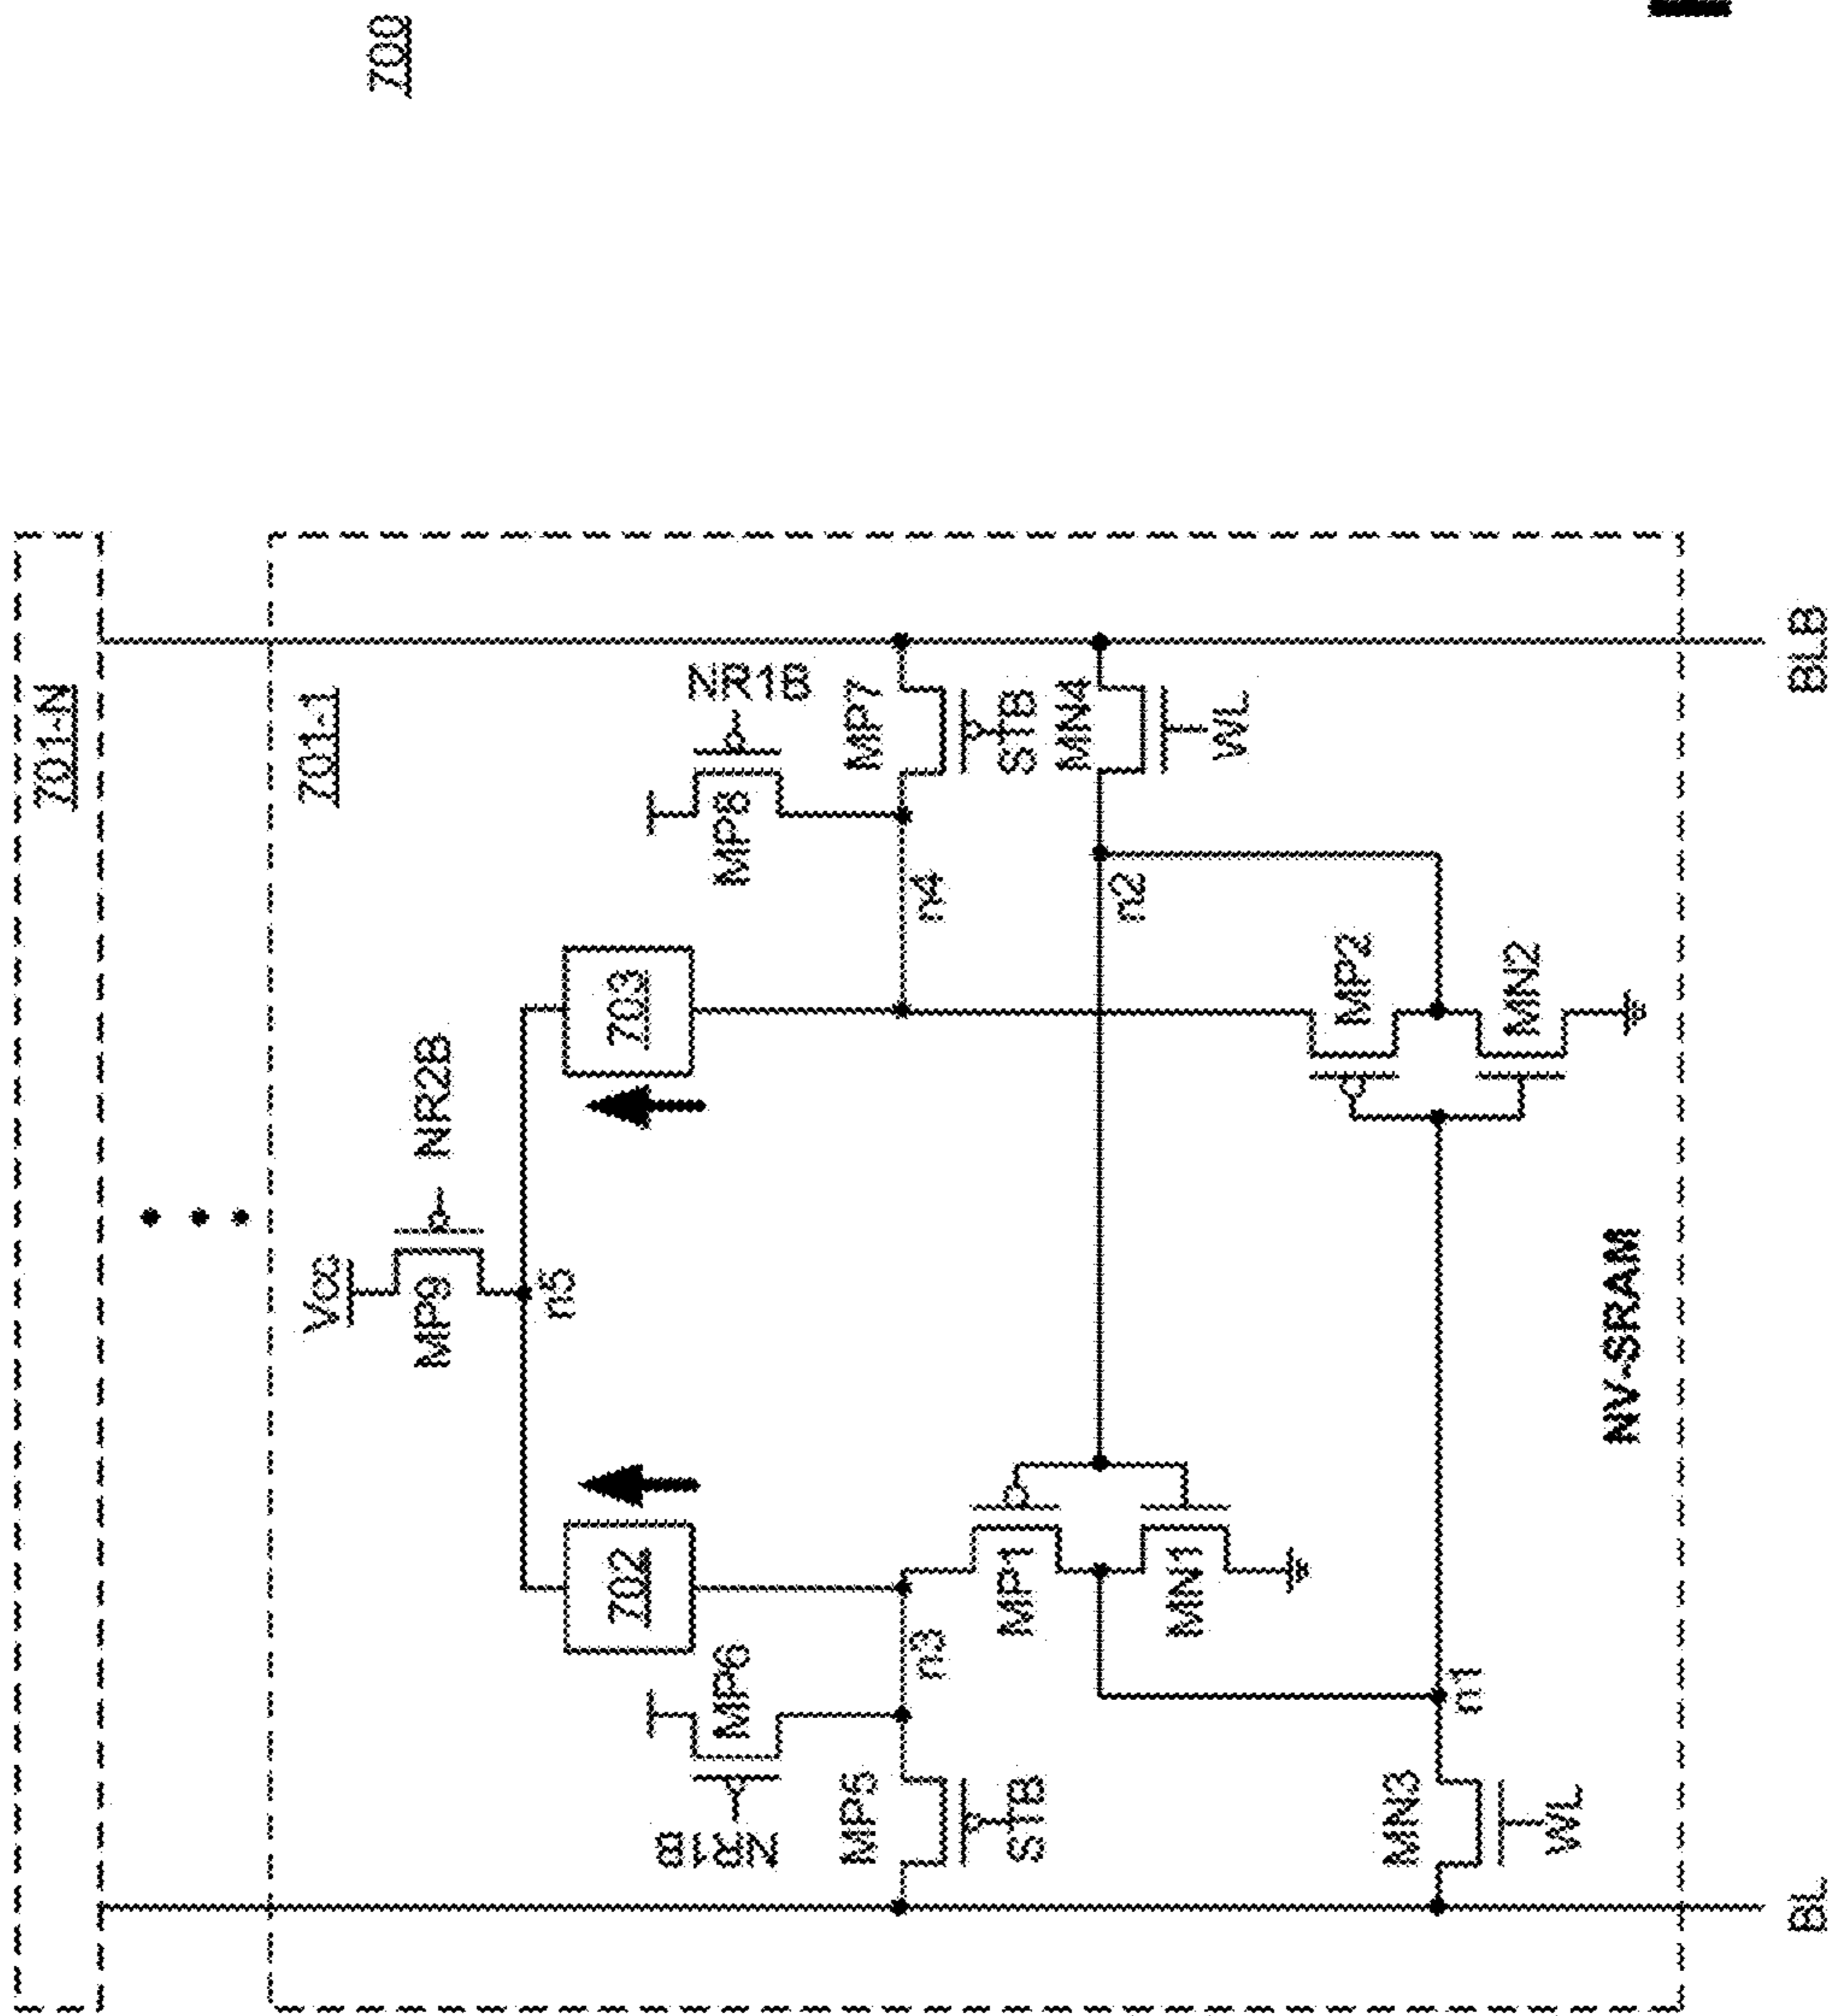 701-N
Vcc
701-1
700
MP9
NR2B
n5
702
703
NR1B
MP6
MP8
NR1B
MP5
MP7
n3
n4
STB
MP1
STB
n2
MN4
MN1
WL
MP2
MN3
n1
MN2
WL
NV-SRAM
BL
BLB